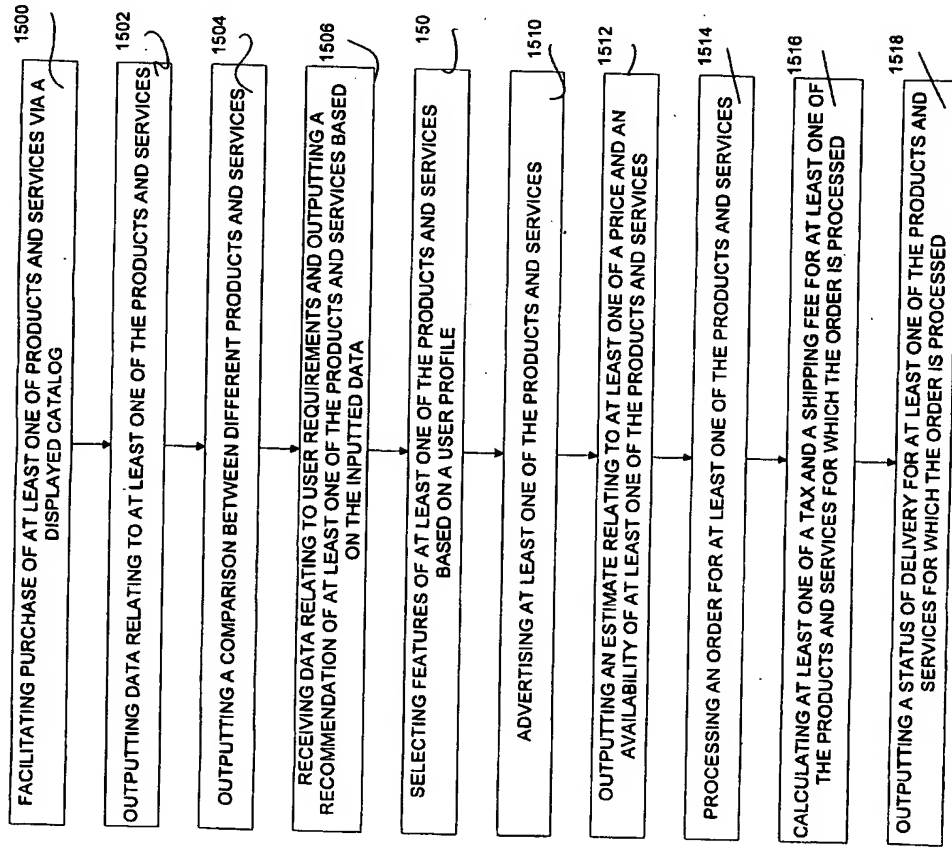 1500
FACILITATING PURCHASE OF AT LEAST ONE OF PRODUCTS AND SERVICES VIA A
DISPLAYED CATALOG
1502
OUTPUTTING DATA RELATING TO AT LEAST ONE OF THE PRODUCTS AND SERVICES
1504
OUTPUTTING A COMPARISON BETWEEN DIFFERENT PRODUCTS AND SERVICES
1506
RECEIVING DATA RELATING TO USER REQUIREMENTS AND OUTPUTTING A
RECOMMENDATION OF AT LEAST ONE OF THE PRODUCTS AND SERVICES BASED
ON THE INPUTTED DATA
150
SELECTING FEATURES OF AT LEAST ONE OF THE PRODUCTS AND SERVICES
BASED ON A USER PROFILE
1510
ADVERTISING AT LEAST ONE OF THE PRODUCTS AND SERVICES
1512
OUTPUTTING AN ESTIMATE RELATING TO AT LEAST ONE OF A PRICE AND AN
AVAILABILITY OF AT LEAST ONE OF THE PRODUCTS AND SERVICES
1514
PROCESSING AN ORDER FOR AT LEAST ONE OF THE PRODUCTS AND SERVICES
1516
CALCULATING AT LEAST ONE OF A TAX AND A SHIPPING FEE FOR AT LEAST ONE OF
THE PRODUCTS AND SERVICES FOR WHICH THE ORDER IS PROCESSED
1518
OUTPUTTING A STATUS OF DELIVERY FOR AT LEAST ONE OF THE PRODUCTS AND
SERVICES FOR WHICH THE ORDER IS PROCESSED